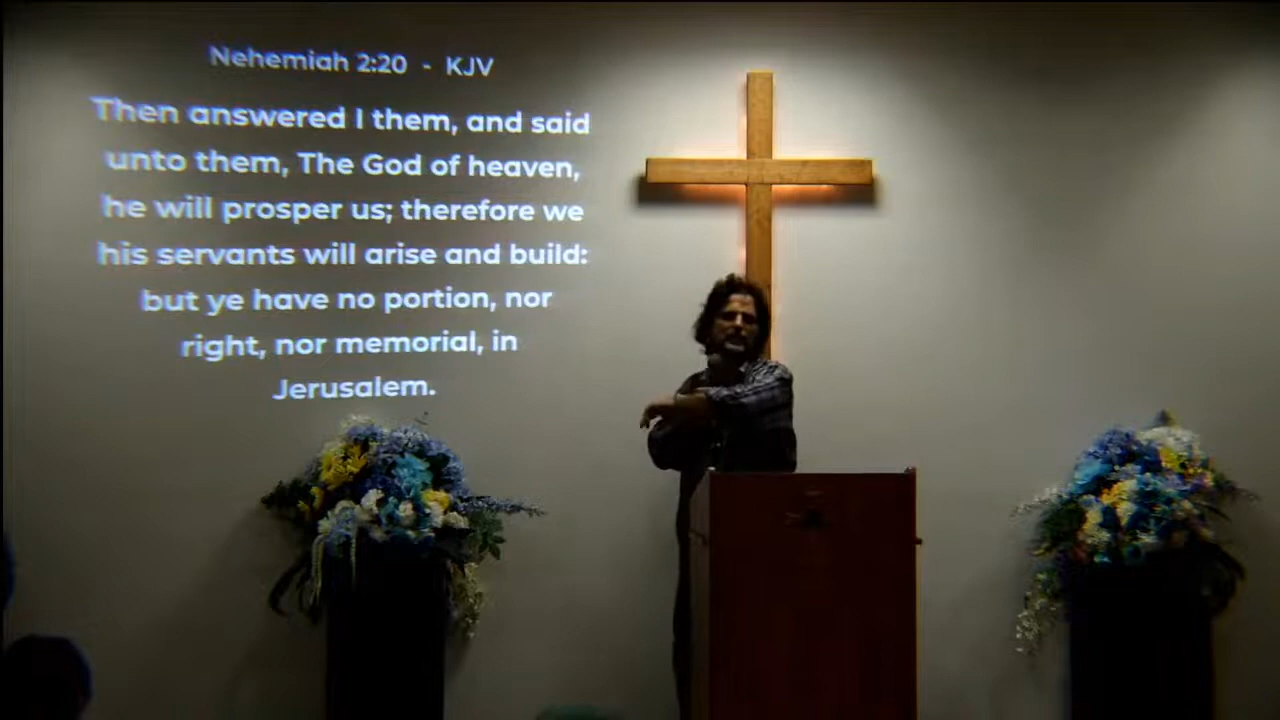 Nehemiah 2:20 - KJV
Then answered I them, and said
unto them, The God of heaven,
he will prosper us; therefore we
his servants will arise and build:
but ye have no portion, nor
right, nor memorial, in
Jerusalem.